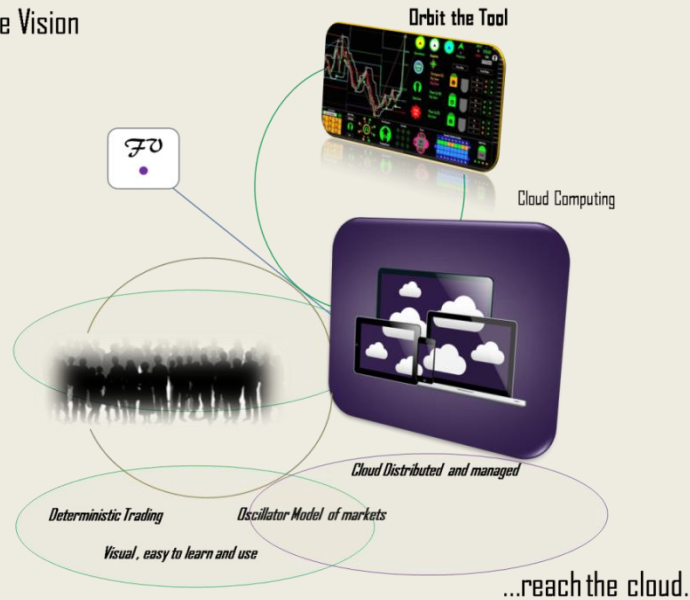 e Vision
Orbit the Tool
FV
Cloud Computing
Cloud Distributed and managed
Deterministic Trading
Oscillator Model of markets
Visual, easy to learn and use
...reach the cloud.